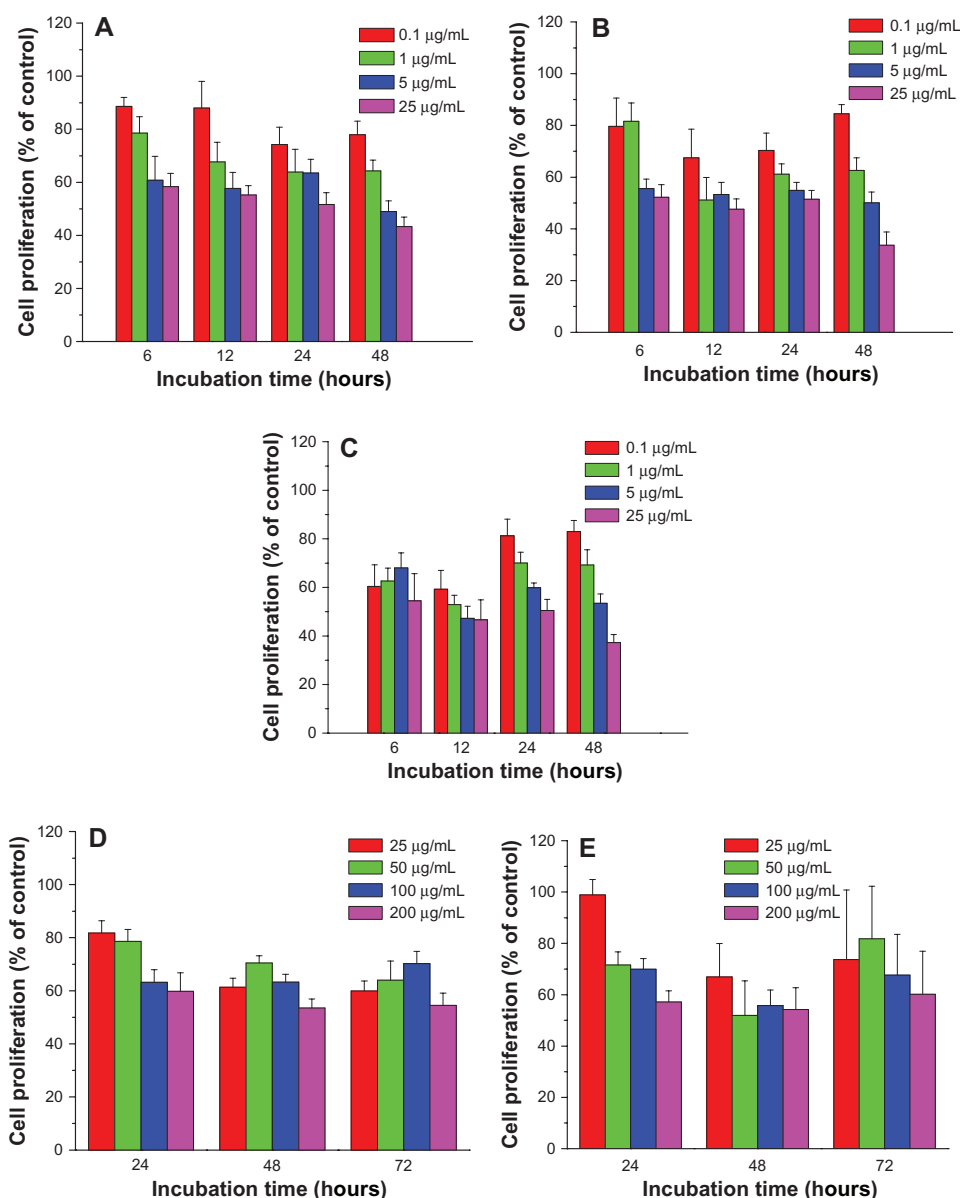 A
Cell proliferation (% of control)
120
100
80
60
40
20
0
0.1 µg/mL
1 µg/mL
5 µg/mL
25 µg/mL
6 12 24 48
Incubation time (hours)
B
Cell proliferation (% of control)
120
100
80
60
40
20
0
0.1 µg/mL
1 µg/mL
5 µg/mL
25 µg/mL
6 12 24 48
Incubation time (hours)
C
Cell proliferation (% of control)
120
100
80
60
40
20
0
0.1 µg/mL
1 µg/mL
5 µg/mL
25 µg/mL
6 12 24 48
Incubation time (hours)
D
Cell proliferation (% of control)
120
100
80
60
40
20
0
25 µg/mL
50 µg/mL
100 µg/mL
200 µg/mL
24 48 72
Incubation time (hours)
E
Cell proliferation (% of control)
120
100
80
60
40
20
0
25 µg/mL
50 µg/mL
100 µg/mL
200 µg/mL
24 48 72
Incubation time (hours)